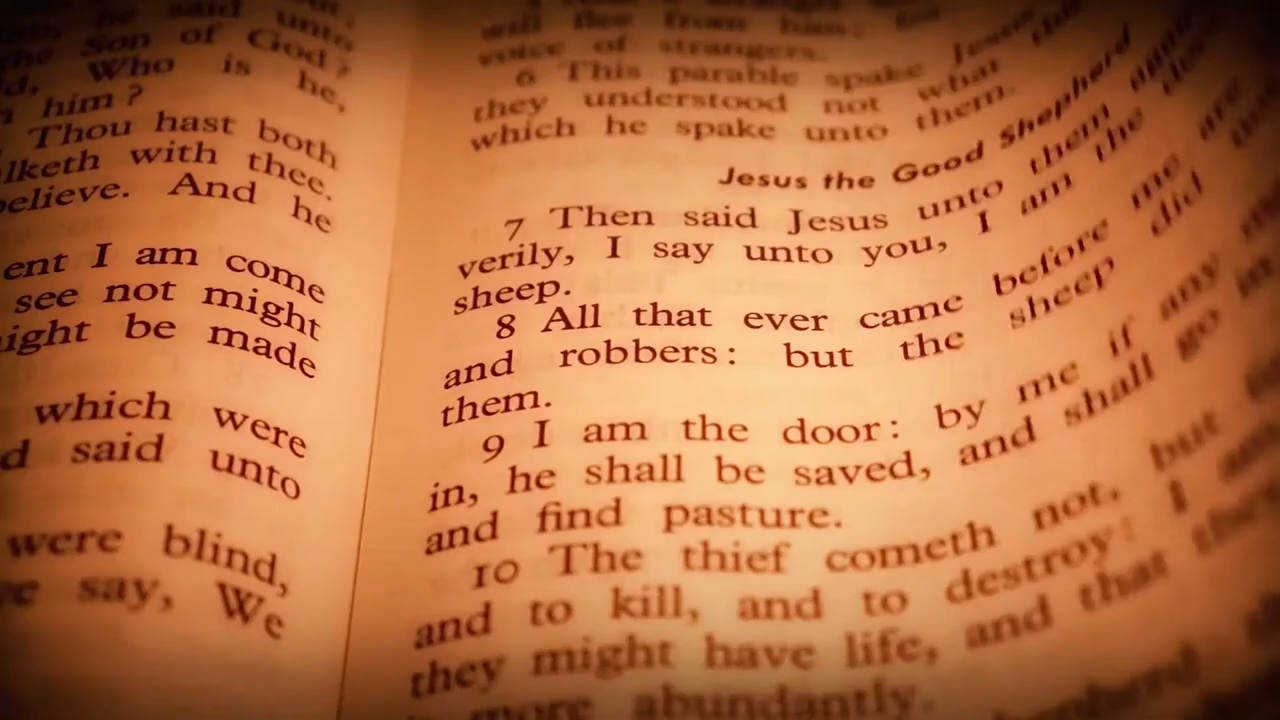 he said unto
the Son of God?
Who is he,
him?
Thou hast both
lketh with thee.
believe. And he
ent I am come
see not might
ight be made
which were
d said unto
were blind,
say, We
will flee from him: for
voice of strangers.
6 This parable spake Jesus
they understood not what
which he spake unto them.
Jesus the Good Shepherd
7 Then said Jesus unto them again,
verily, I say unto you, I am the
sheep.
8 All that ever came before me are
and robbers: but the sheep did
them.
9 I am the door: by me if any
in, he shall be saved, and shall go in
and find pasture.
10 The thief cometh not, but
and to kill, and to destroy: I am
they might have life, and that they
more abundantly.